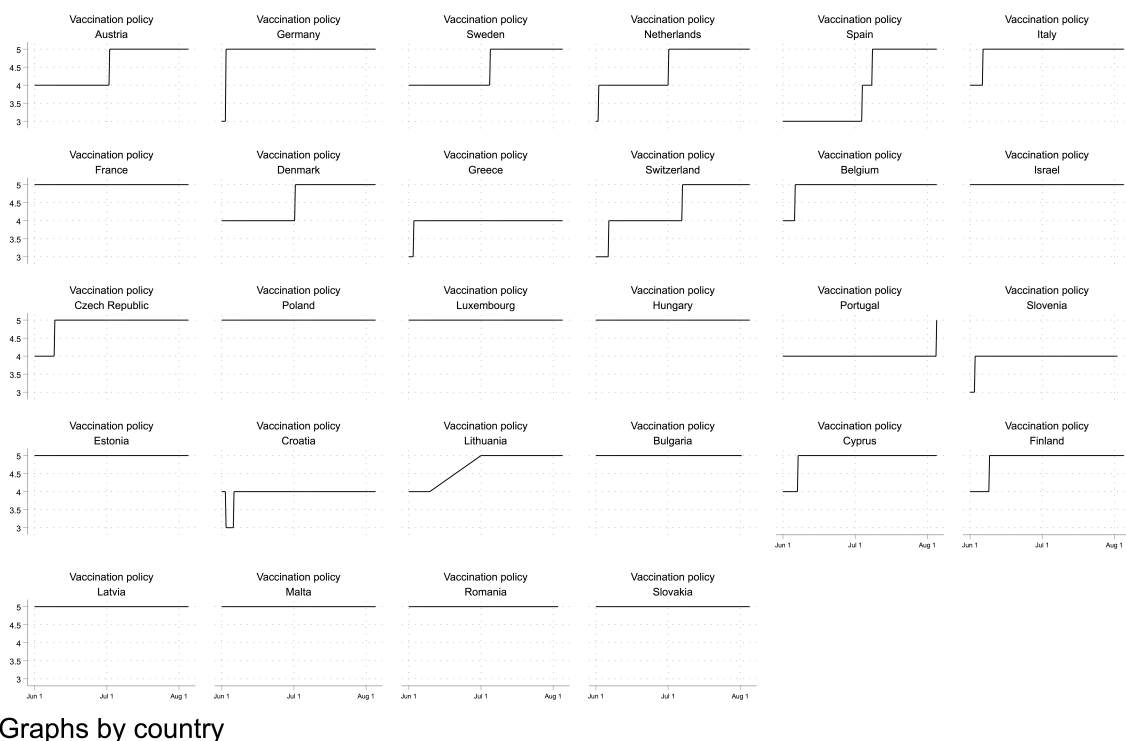 Vaccination policy Vaccination policy Vaccination policy Vaccination policy Vaccination policy Vaccination policy
Austria Germany Sweden Netherlands Spain Italy
5
4.5
4
3.5
3
Vaccination policy Vaccination policy Vaccination policy Vaccination policy Vaccination policy Vaccination policy
France Denmark Greece Switzerland Belgium Israel
5
4.5
4
3.5
3
Vaccination policy Vaccination policy Vaccination policy Vaccination policy Vaccination policy Vaccination policy
Czech Republic Poland Luxembourg Hungary Portugal Slovenia
5
4.5
4
3.5
3
Vaccination policy Vaccination policy Vaccination policy Vaccination policy Vaccination policy Vaccination policy
Estonia Croatia Lithuania Bulgaria Cyprus Finland
5
4.5
4
3.5
3
Jun 1 Jul 1 Aug 1 Jun 1 Jul 1 Aug 1
Vaccination policy Vaccination policy Vaccination policy Vaccination policy
Latvia Malta Romania Slovakia
5
4.5
4
3.5
3
Jun 1 Jul 1 Aug 1 Jun 1 Jul 1 Aug 1 Jun 1 Jul 1 Aug 1 Jun 1 Jul 1 Aug 1
Graphs by country